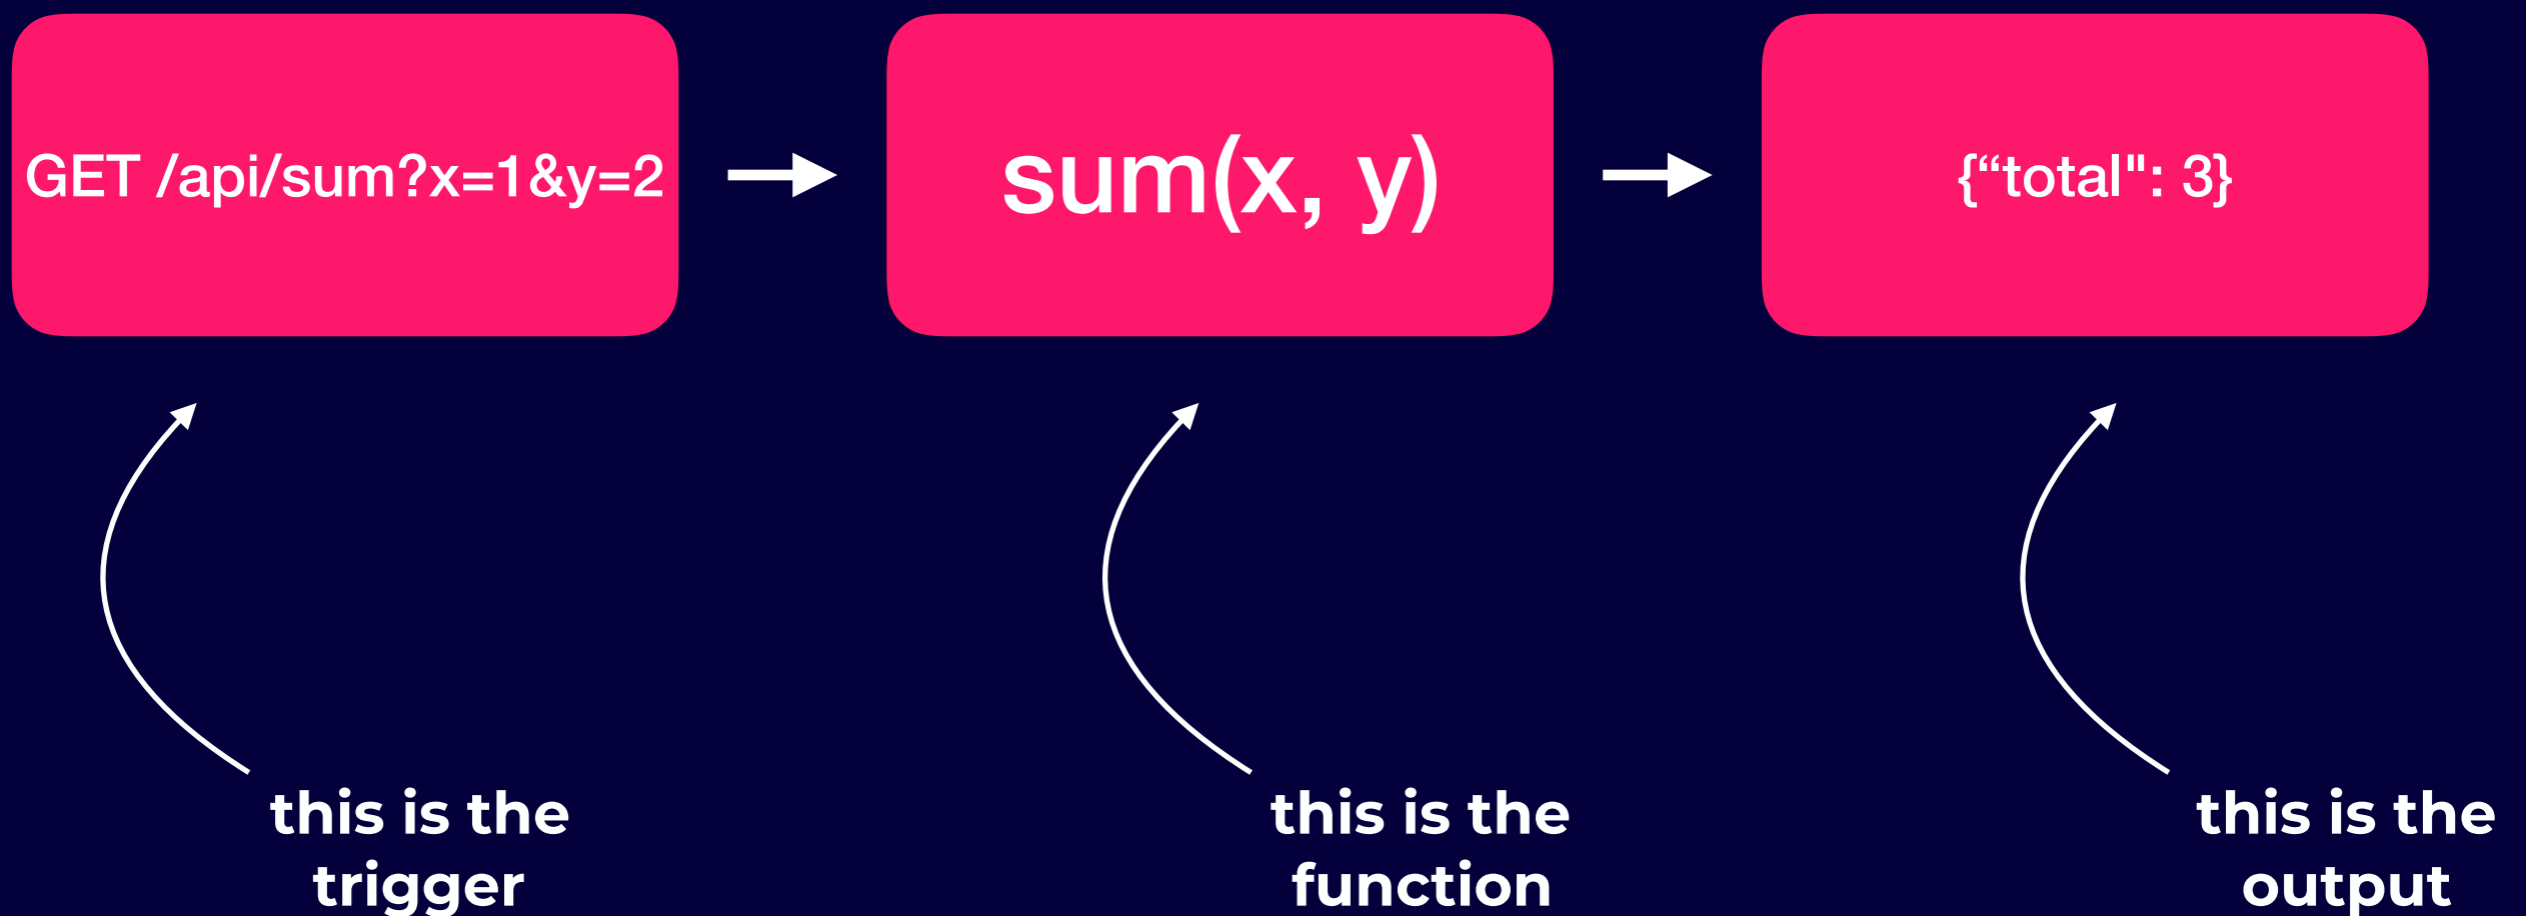 GET /api/sum?x=1&y=2
sum(x, y)
{“total": 3}
this is the
trigger
this is the
function
this is the
output